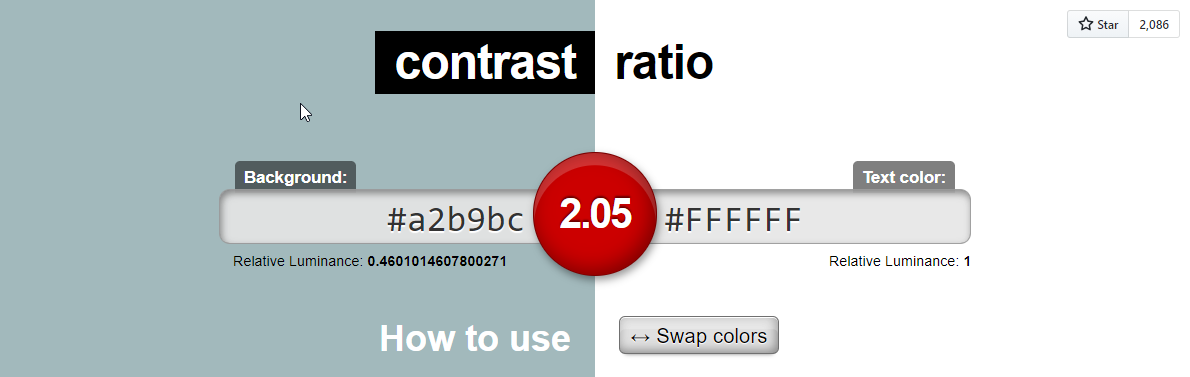 Star 2,086
contrast ratio
Background: Text color:
#a2b9bc 2.05 #FFFFFF
Relative Luminance: 0.4601014607800271 Relative Luminance: 1
How to use ↔ Swap colors